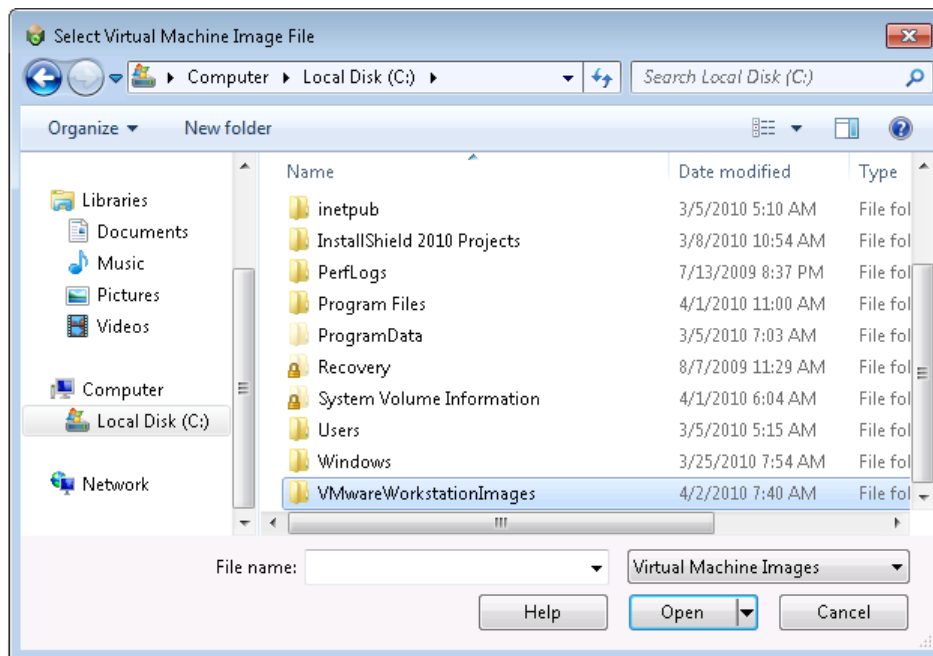 Select Virtual Machine Image File
Computer Local Disk (C:) Search Local Disk (C:)
Organize New folder
Name Date modified Type
Libraries
Documents
Music
Pictures
Videos
Computer
Local Disk (C:)
Network
inetpub 3/5/2010 5:10 AM File fol
InstallShield 2010 Projects 3/8/2010 10:54 AM File fol
PerfLogs 7/13/2009 8:37 PM File fol
Program Files 4/1/2010 11:00 AM File fol
ProgramData 3/5/2010 7:03 AM File fol
Recovery 8/7/2009 11:29 AM File fol
System Volume Information 4/1/2010 6:04 AM File fol
Users 3/5/2010 5:15 AM File fol
Windows 3/25/2010 7:54 AM File fol
VMwareWorkstationImages 4/2/2010 7:40 AM File fol
File name: Virtual Machine Images
Help Open Cancel